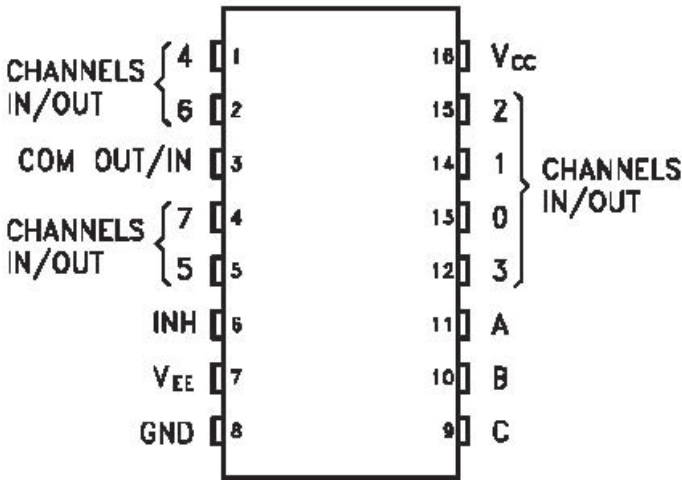 CHANNELS IN/OUT
4 1
6 2
COM OUT/IN 3
CHANNELS IN/OUT
7 4
5 5
INH 6
VEE 7
GND 8
16 VCC
15 2
14 1
13 0
12 3
CHANNELS IN/OUT
11 A
10 B
9 C